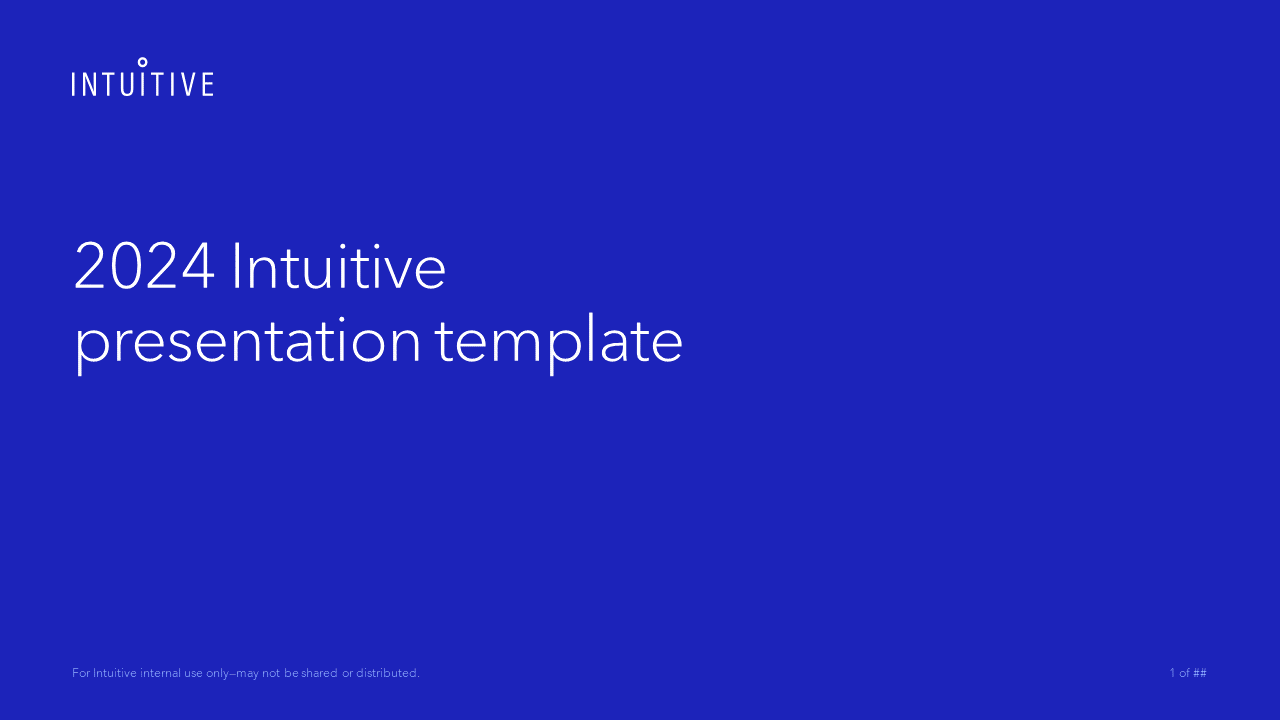 INTUITIVE
2024 Intuitive
presentation template
For Intuitive internal use only—may not be shared or distributed.
1 of ##